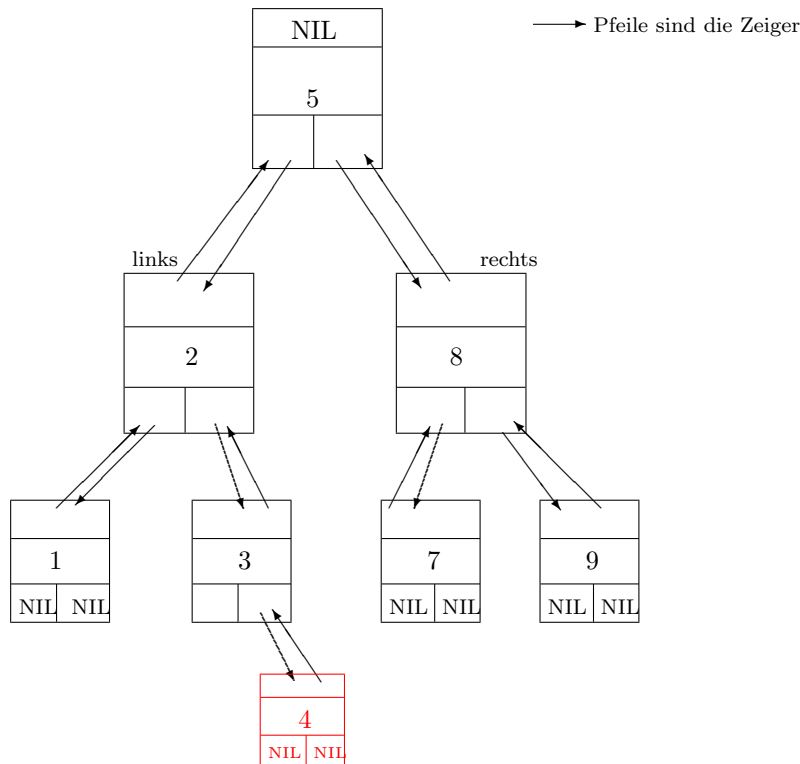 NIL
Pfeile sind die Zeiger
5
links
rechts
2
8
1
3
7
9
NIL NIL
NIL NIL
NIL NIL
4
NIL NIL